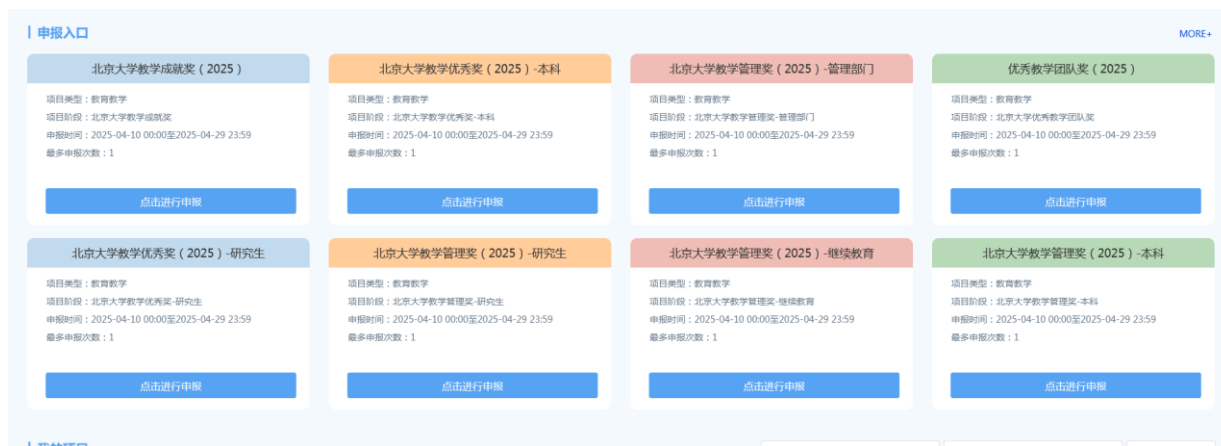 申报入口
MORE+
北京大学教学成就奖（2025）
项目类型：教育教学
项目阶段：北京大学教学成就奖
申报时间：2025-04-10 00:00至2025-04-29 23:59
最多申报次数：1
点击进行申报
北京大学教学优秀奖（2025）-本科
项目类型：教育教学
项目阶段：北京大学教学优秀奖-本科
申报时间：2025-04-10 00:00至2025-04-29 23:59
最多申报次数：1
点击进行申报
北京大学教学管理奖（2025）-管理部门
项目类型：教育教学
项目阶段：北京大学教学管理奖-管理部门
申报时间：2025-04-10 00:00至2025-04-29 23:59
最多申报次数：1
点击进行申报
优秀教学团队奖（2025）
项目类型：教育教学
项目阶段：北京大学优秀教学团队奖
申报时间：2025-04-10 00:00至2025-04-29 23:59
最多申报次数：1
点击进行申报
北京大学教学优秀奖（2025）-研究生
项目类型：教育教学
项目阶段：北京大学教学优秀奖-研究生
申报时间：2025-04-10 00:00至2025-04-29 23:59
最多申报次数：1
点击进行申报
北京大学教学管理奖（2025）-研究生
项目类型：教育教学
项目阶段：北京大学教学管理奖-研究生
申报时间：2025-04-10 00:00至2025-04-29 23:59
最多申报次数：1
点击进行申报
北京大学教学管理奖（2025）-继续教育
项目类型：教育教学
项目阶段：北京大学教学管理奖-继续教育
申报时间：2025-04-10 00:00至2025-04-29 23:59
最多申报次数：1
点击进行申报
北京大学教学管理奖（2025）-本科
项目类型：教育教学
项目阶段：北京大学教学管理奖-本科
申报时间：2025-04-10 00:00至2025-04-29 23:59
最多申报次数：1
点击进行申报